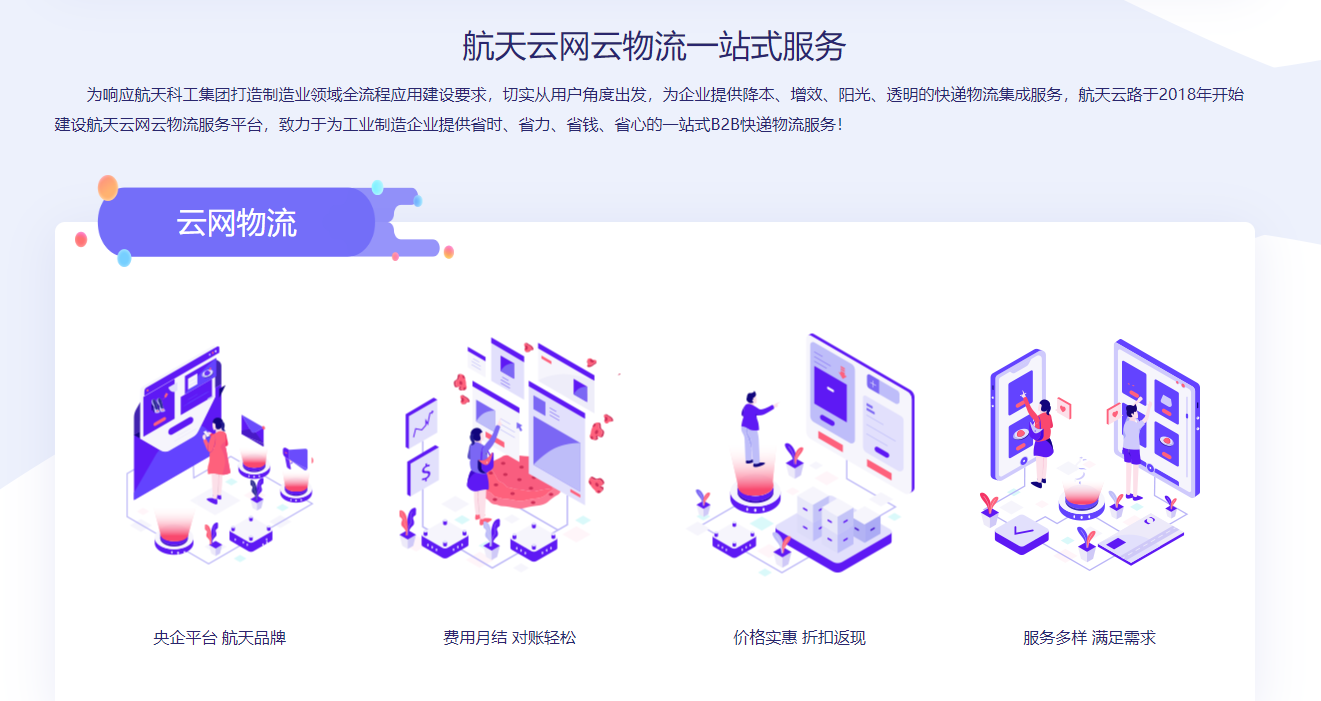 航天云网云物流一站式服务
为响应航天科工集团打造制造业领域全流程应用建设要求，切实从用户角度出发，为企业提供降本、增效、阳光、透明的快递物流集成服务，航天云路于2018年开始
建设航天云网云物流服务平台，致力于为工业制造企业提供省时、省力、省钱、省心的一站式B2B快递物流服务！
云网物流
$
央企平台 航天品牌
费用月结 对账轻松
价格实惠 折扣返现
服务多样 满足需求